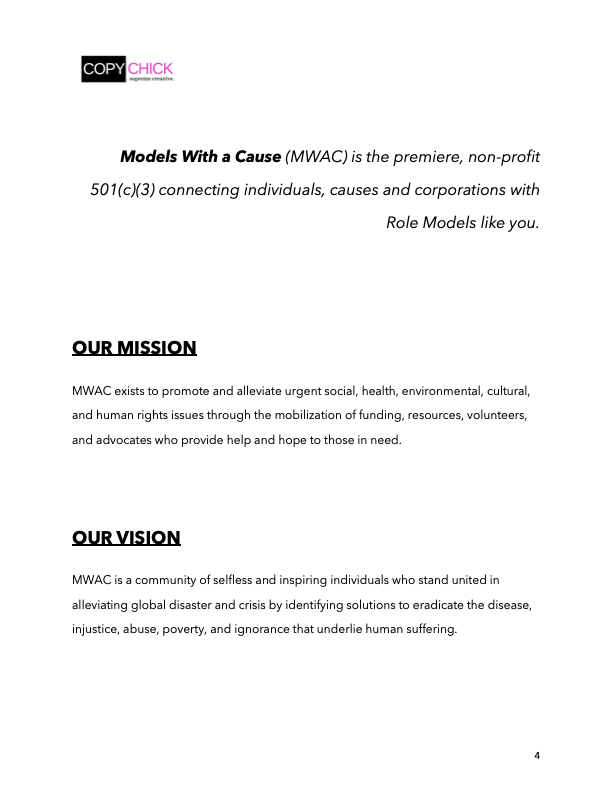 COPYCHICK
supreme creative.
Models With a Cause (MWAC) is the premiere, non-profit
501(c)(3) connecting individuals, causes and corporations with
Role Models like you.
OUR MISSION
MWAC exists to promote and alleviate urgent social, health, environmental, cultural,
and human rights issues through the mobilization of funding, resources, volunteers,
and advocates who provide help and hope to those in need.
OUR VISION
MWAC is a community of selfless and inspiring individuals who stand united in
alleviating global disaster and crisis by identifying solutions to eradicate the disease,
injustice, abuse, poverty, and ignorance that underlie human suffering.
4